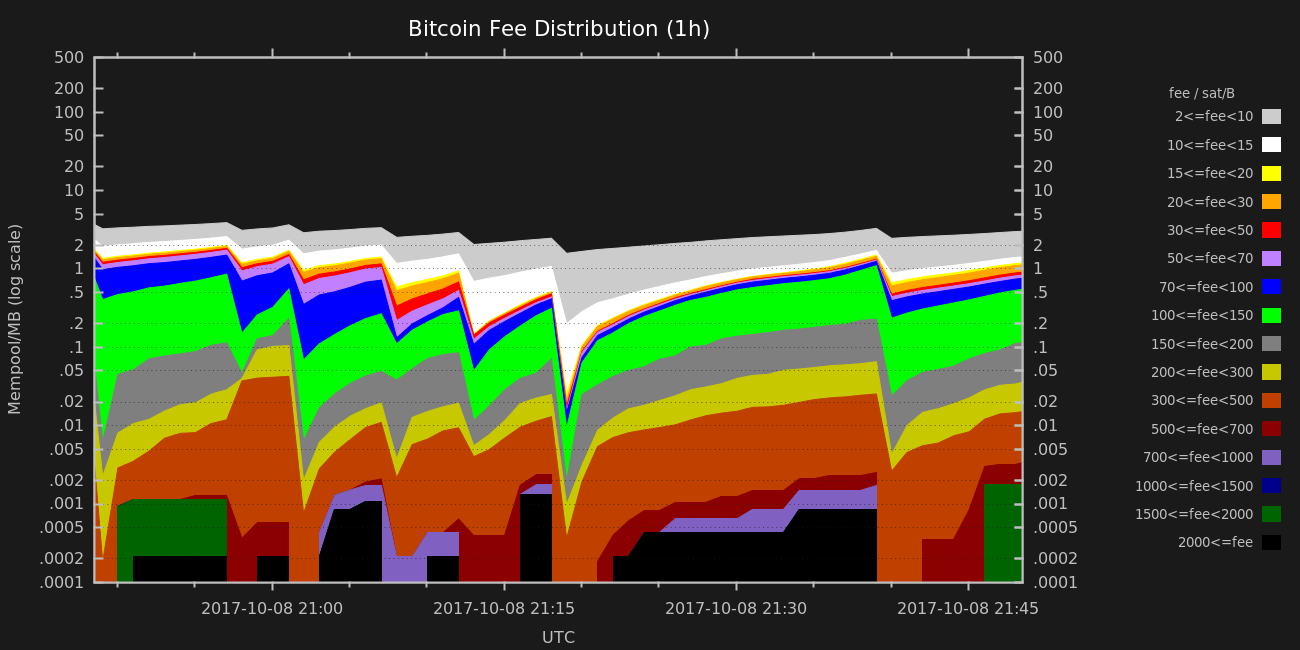 Bitcoin Fee Distribution (1h)
500 500
200 200
100 100
50 50
20 20
10 10
5 5
2 2
1 1
.5 .5
.2 .2
.1 .1
.05 .05
.02 .02
.01 .01
.005 .005
.002 .002
.001 .001
.0005 .0005
.0002 .0002
.0001 .0001
Mempool/MB (log scale)
2017-10-08 21:00 2017-10-08 21:15 2017-10-08 21:30 2017-10-08 21:45
UTC
fee / sat/B
2<=fee<10
10<=fee<15
15<=fee<20
20<=fee<30
30<=fee<50
50<=fee<70
70<=fee<100
100<=fee<150
150<=fee<200
200<=fee<300
300<=fee<500
500<=fee<700
700<=fee<1000
1000<=fee<1500
1500<=fee<2000
2000<=fee